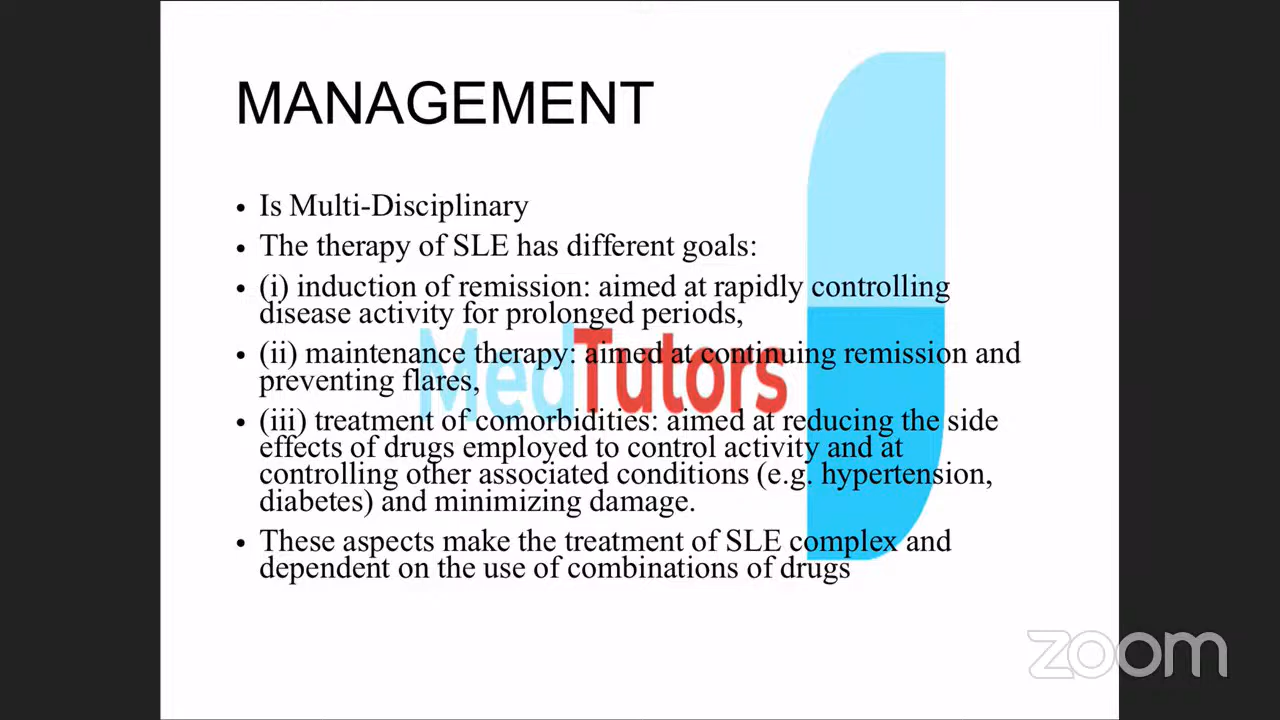 MANAGEMENT
• Is Multi-Disciplinary
• The therapy of SLE has different goals:
• (i) induction of remission: aimed at rapidly controlling
disease activity for prolonged periods,
• (ii) maintenance therapy: aimed at continuing remission and
preventing flares,
• (iii) treatment of comorbidities: aimed at reducing the side
effects of drugs employed to control activity and at
controlling other associated conditions (e.g. hypertension,
diabetes) and minimizing damage.
• These aspects make the treatment of SLE complex and
dependent on the use of combinations of drugs
MedTutors
zoom